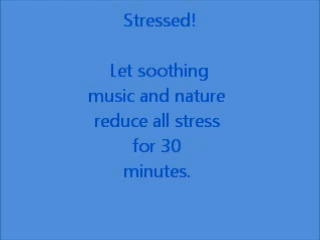 Stressed!
Let soothing
music and nature
reduce all stress
for 30
minutes.